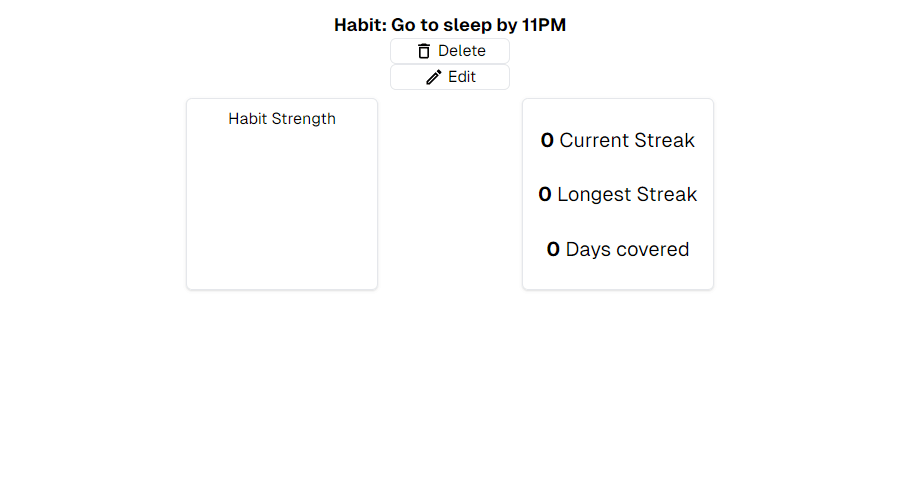 Habit: Go to sleep by 11PM
Delete
Edit
Habit Strength
0 Current Streak
0 Longest Streak
0 Days covered